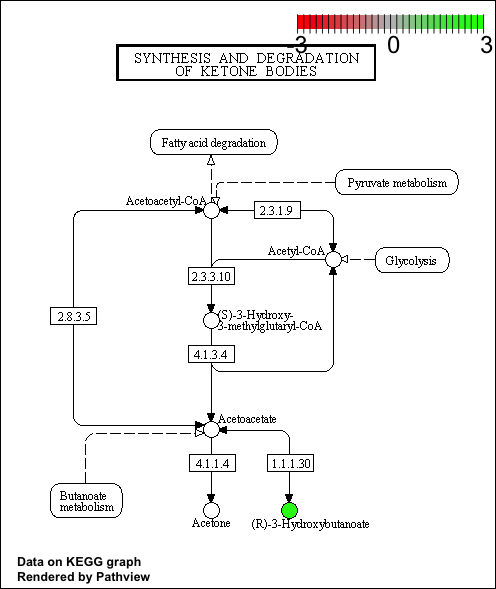 -3 0 3
SYNTHESIS AND DEGRADATION
OF KETONE BODIES
Fatty acid degradation
Pyruvate metabolism
Acetoacetyl-CoA
2.3.1.9
Acetyl-CoA
Glycolysis
2.3.3.10
(S)-3-Hydroxy-
3-methylglutaryl-CoA
2.8.3.5
4.1.3.4
Acetoacetate
4.1.1.4
1.1.1.30
Butanoate
metabolism
Acetone
(R)-3-Hydroxybutanoate
Data on KEGG graph
Rendered by Pathview